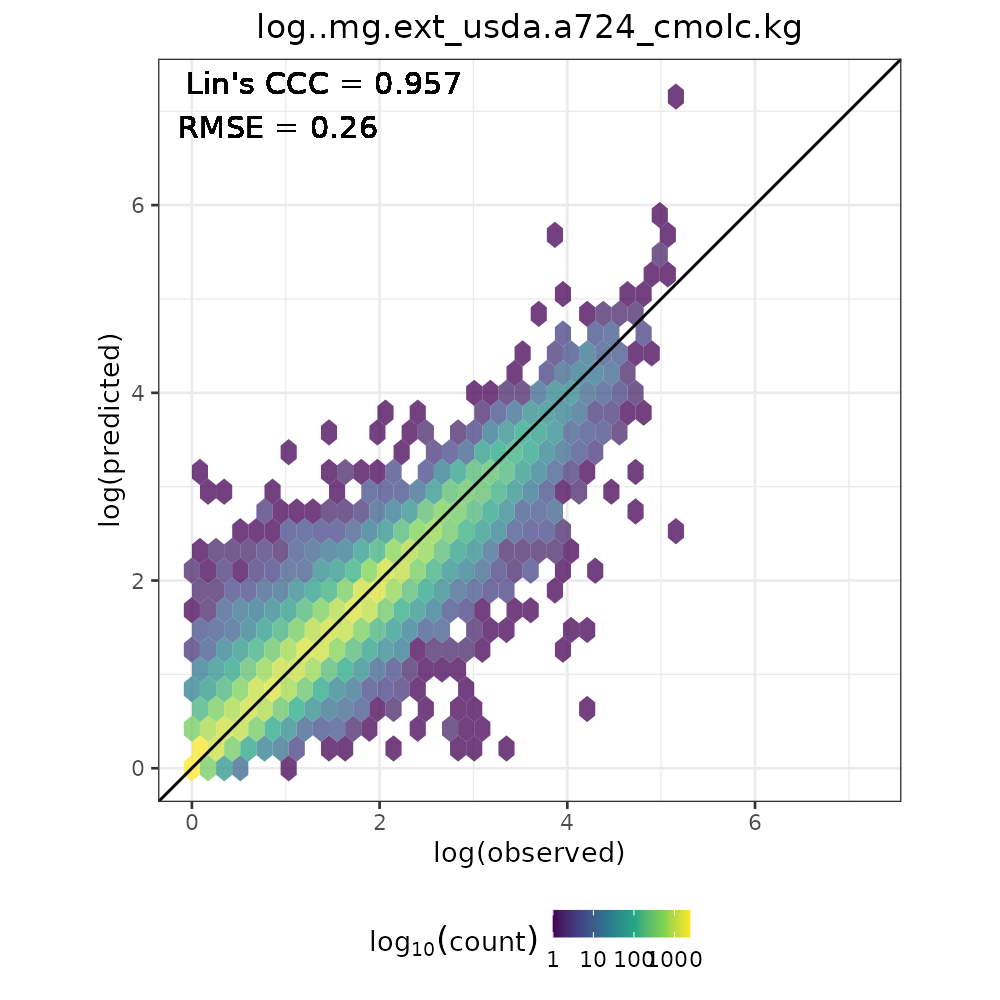 log..mg.ext_usda.a724_cmolc.kg
Lin's CCC = 0.957
RMSE = 0.26
log(predicted)
6
4
2
0
0 2 4 6
log(observed)
log10(count)
1 10 100 1000